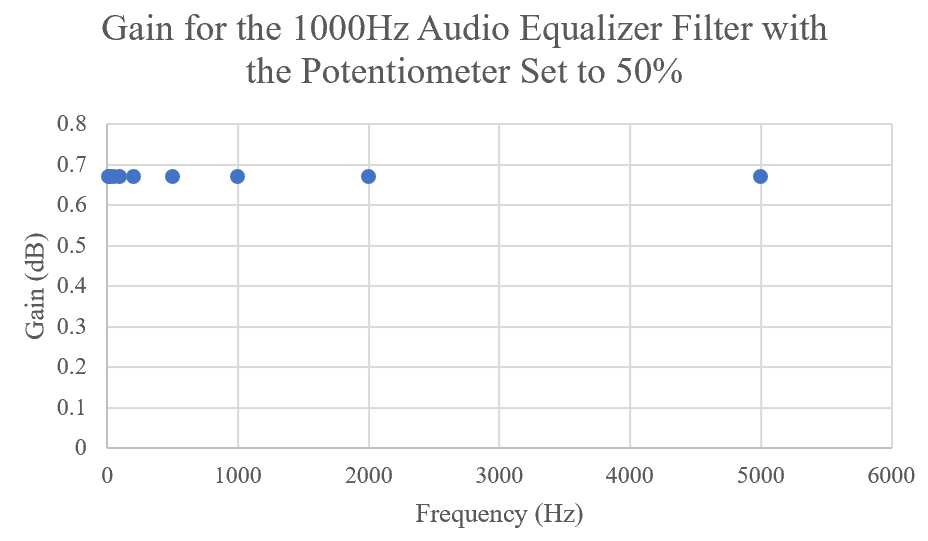 Gain for the 1000Hz Audio Equalizer Filter with
the Potentiometer Set to 50%
0.8
0.7
0.6
0.5
0.4
0.3
0.2
0.1
0
Gain (dB)
0 1000 2000 3000 4000 5000 6000
Frequency (Hz)